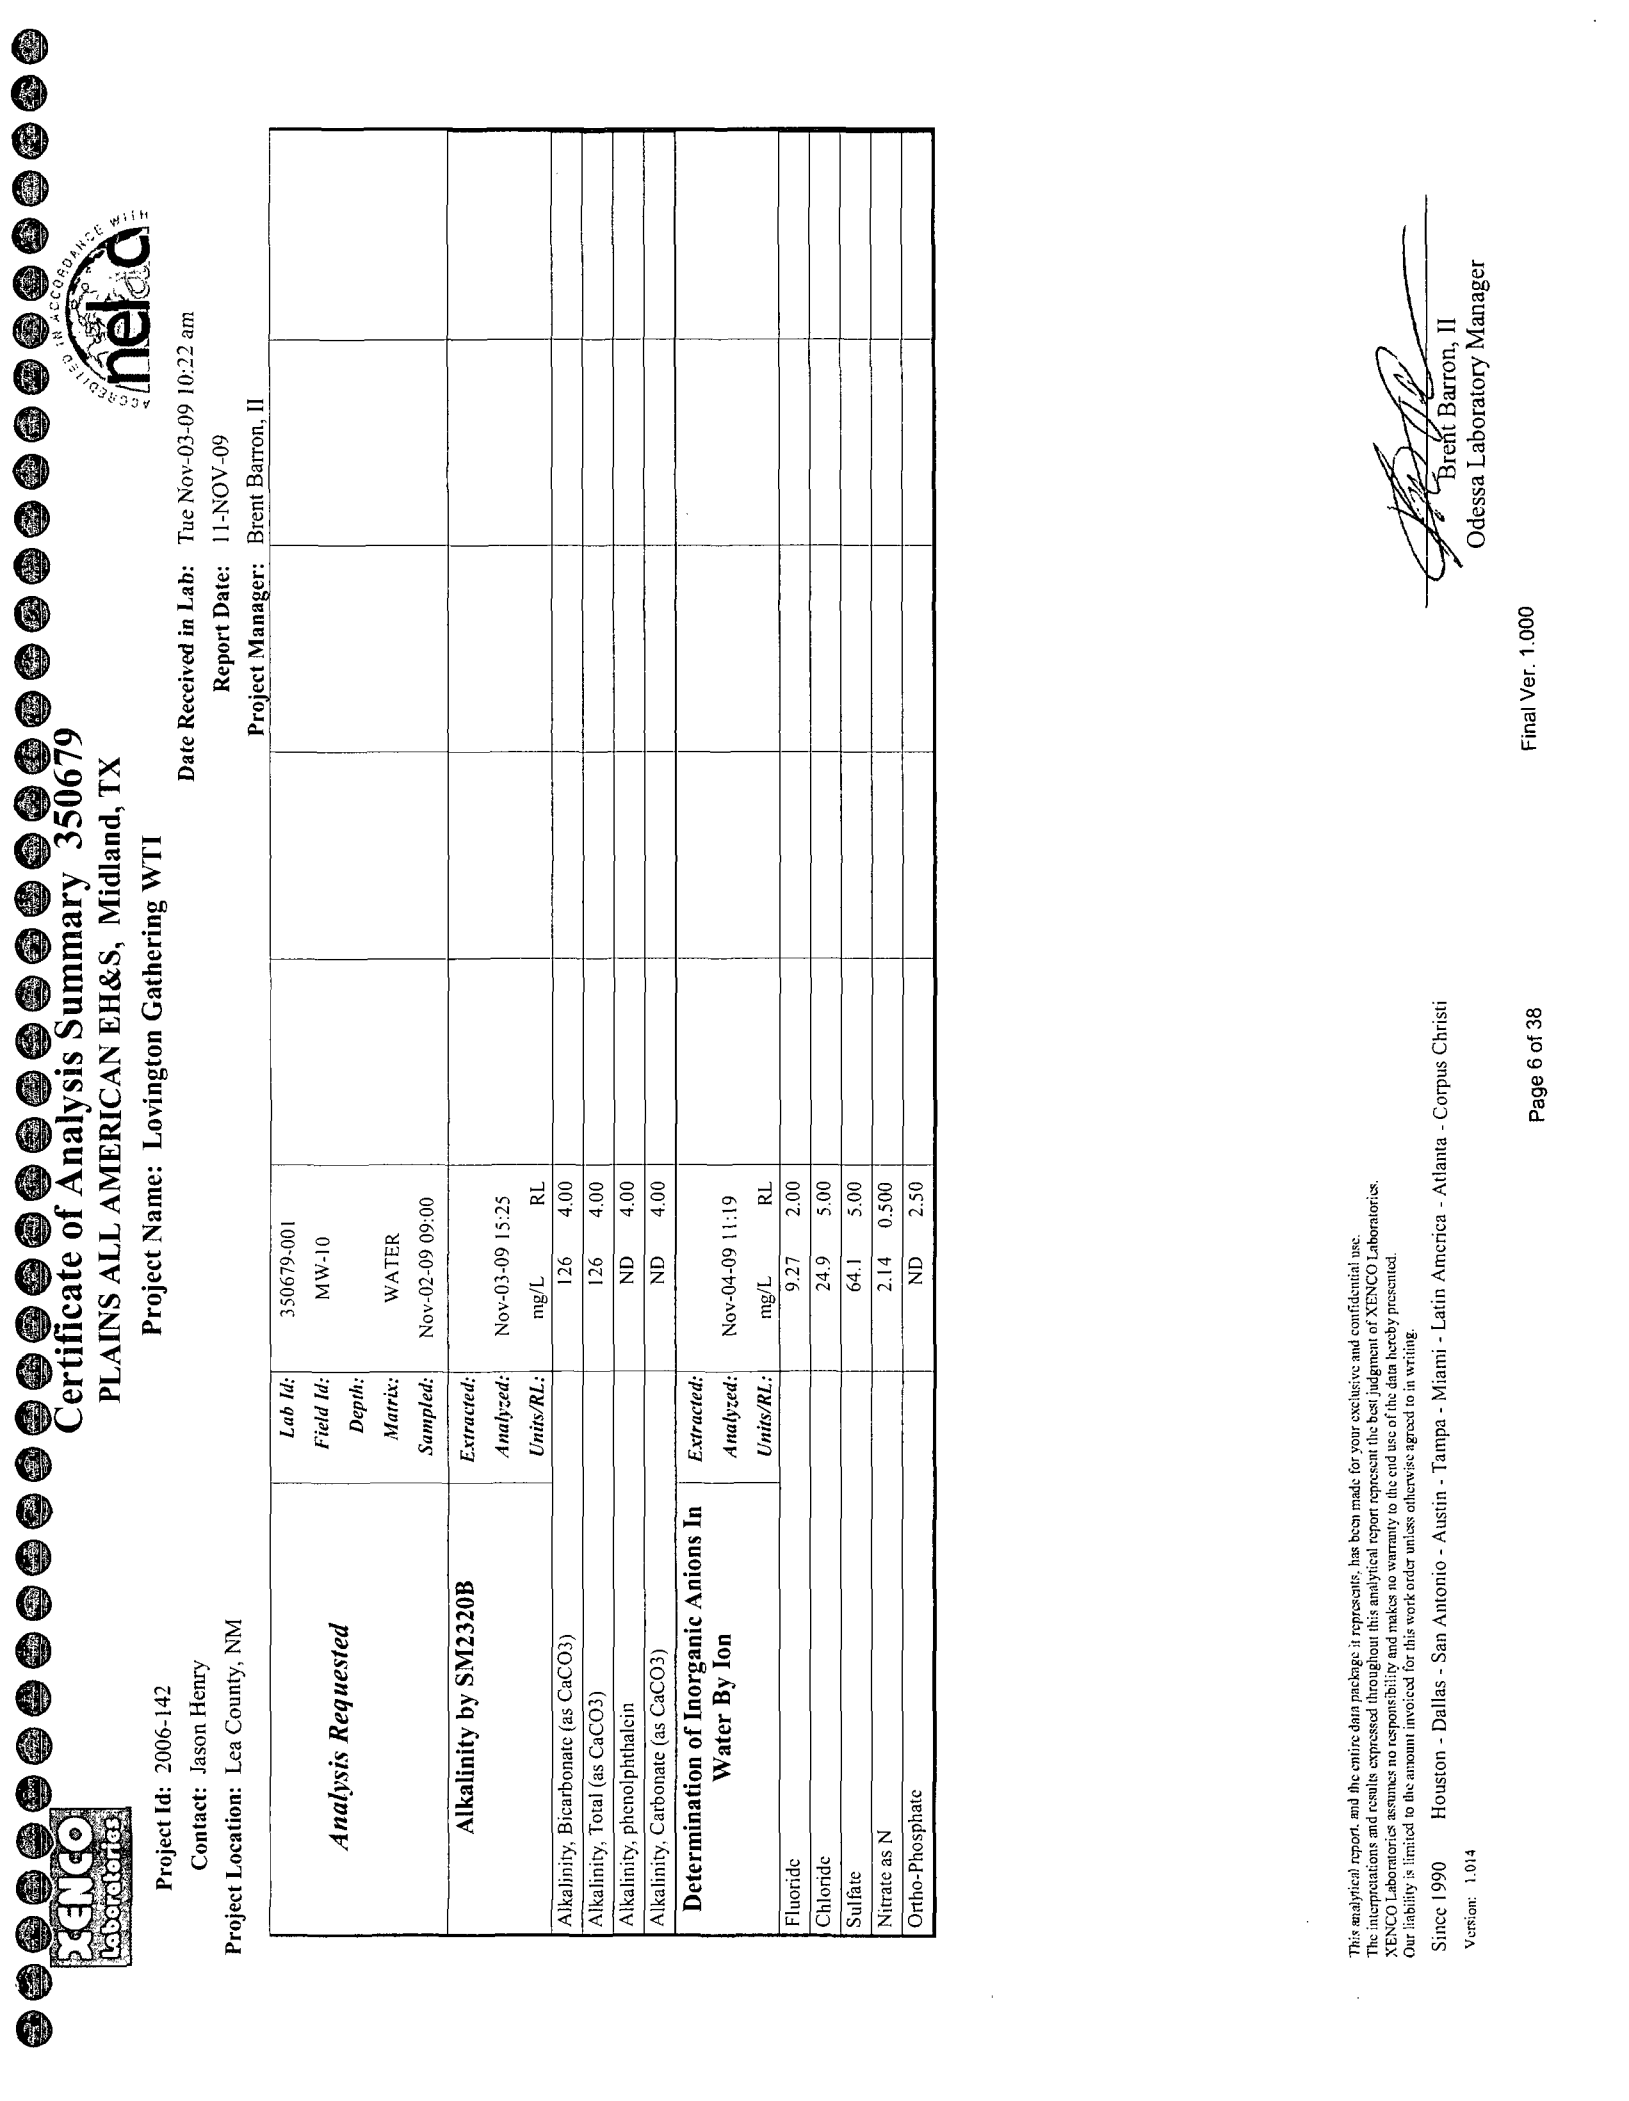 XENCO
Laboratories
Certificate of Analysis Summary 350679
PLAINS ALL AMERICAN EH&S, Midland, TX
Project Name: Lovington Gathering WTI
ACCREDITED IN ACCORDANCE WITH
nelac
Project Id: 2006-142
Contact: Jason Henry
Project Location: Lea County, NM
Date Received in Lab: Tue Nov-03-09 10:22 am
Report Date: 11-NOV-09
Project Manager: Brent Barron, II
Analysis Requested
Lab Id: 350679-001
Field Id: MW-10
Depth:
Matrix: WATER
Sampled: Nov-02-09 09:00
Alkalinity by SM2320B
Extracted:
Analyzed: Nov-03-09 15:25
Units/RL: mg/L RL
Alkalinity, Bicarbonate (as CaCO3) 126 4.00
Alkalinity, Total (as CaCO3) 126 4.00
Alkalinity, phenolphthalein ND 4.00
Alkalinity, Carbonate (as CaCO3) ND 4.00
Determination of Inorganic Anions In
Water By Ion
Extracted:
Analyzed: Nov-04-09 11:19
Units/RL: mg/L RL
Fluoride 9.27 2.00
Chloride 24.9 5.00
Sulfate 64.1 5.00
Nitrate as N 2.14 0.500
Ortho-Phosphate ND 2.50
This analytical report, and the entire data package it represents, has been made for your exclusive and confidential use.
The interpretations and results expressed throughout this analytical report represent the best judgment of XENCO Laboratories.
XENCO Laboratories assumes no responsibility and makes no warranty to the end use of the data hereby presented.
Our liability is limited to the amount invoiced for this work order unless otherwise agreed to in writing.
Since 1990 Houston - Dallas - San Antonio - Austin - Tampa - Miami - Latin America - Atlanta - Corpus Christi
Version: 1.014
Brent Barron, II
Odessa Laboratory Manager
Page 6 of 38
Final Ver. 1.000